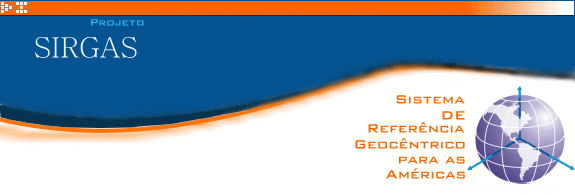 PROJETO
SIRGAS
SISTEMA
DE
REFERÊNCIA
GEOCÊNTRICO
PARA AS
AMÉRICAS